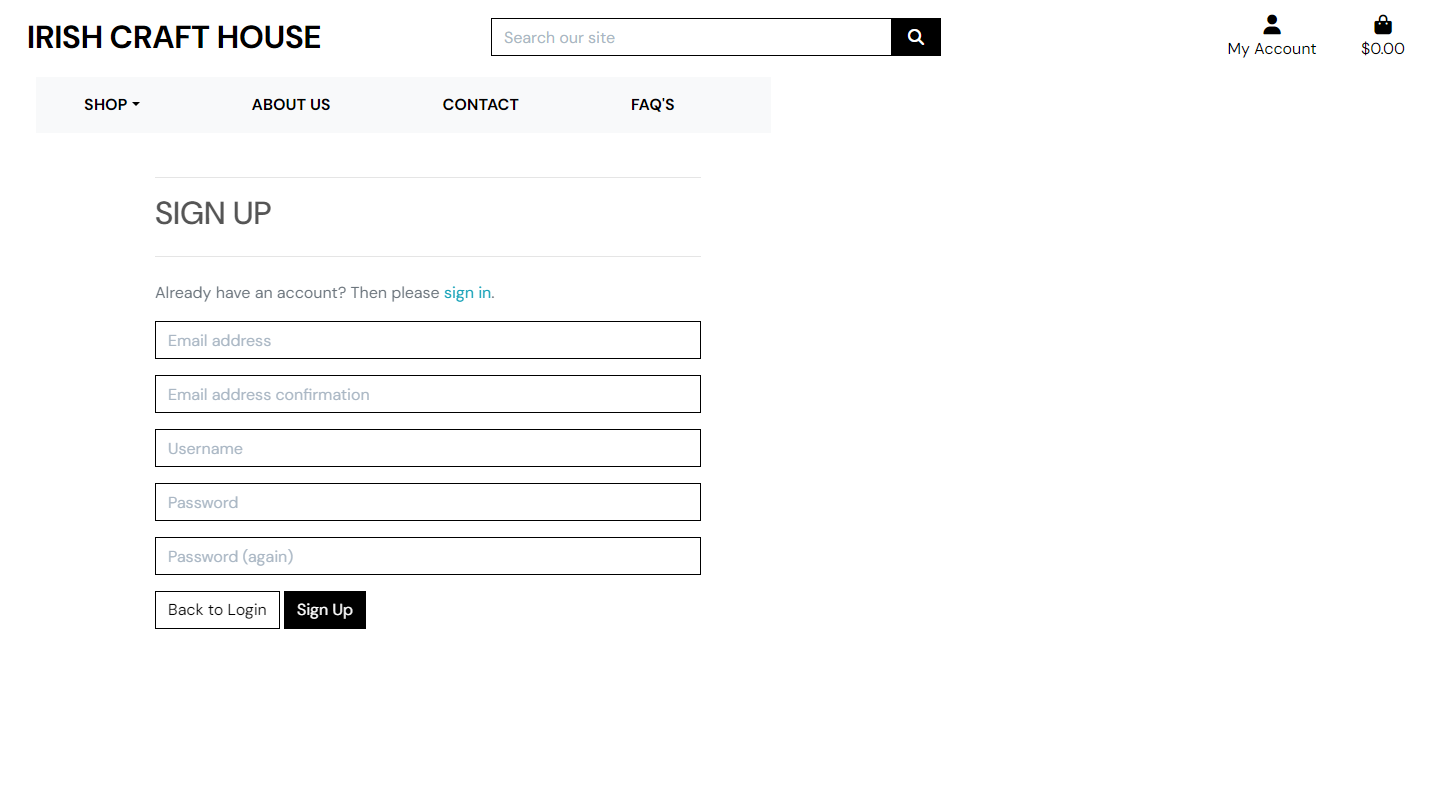 IRISH CRAFT HOUSE
Search our site
My Account
$0.00
SHOP
ABOUT US
CONTACT
FAQ'S
SIGN UP
Already have an account? Then please sign in.
Email address
Email address confirmation
Username
Password
Password (again)
Back to Login
Sign Up